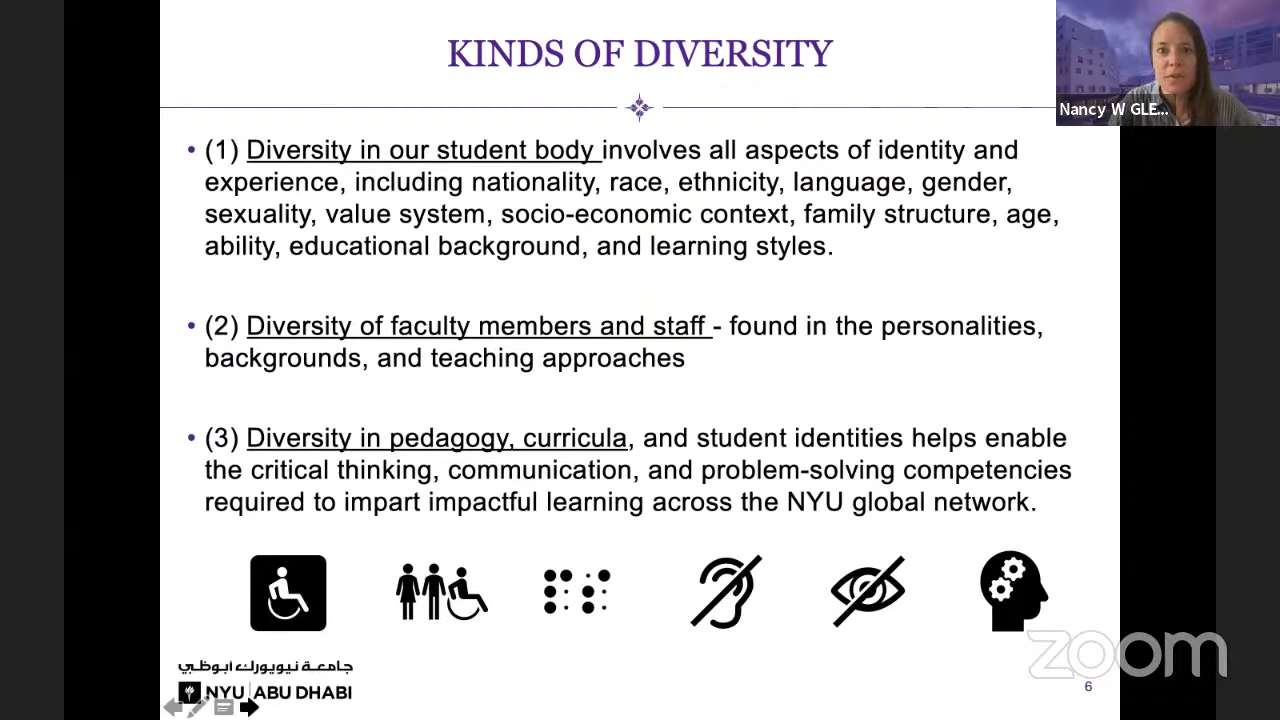 KINDS OF DIVERSITY
Nancy W GLE...
• (1) Diversity in our student body involves all aspects of identity and
experience, including nationality, race, ethnicity, language, gender,
sexuality, value system, socio-economic context, family structure, age,
ability, educational background, and learning styles.
• (2) Diversity of faculty members and staff - found in the personalities,
backgrounds, and teaching approaches
• (3) Diversity in pedagogy, curricula, and student identities helps enable
the critical thinking, communication, and problem-solving competencies
required to impart impactful learning across the NYU global network.
جامعة نيويورك أبوظبي
NYU ABU DHABI
zoom
6